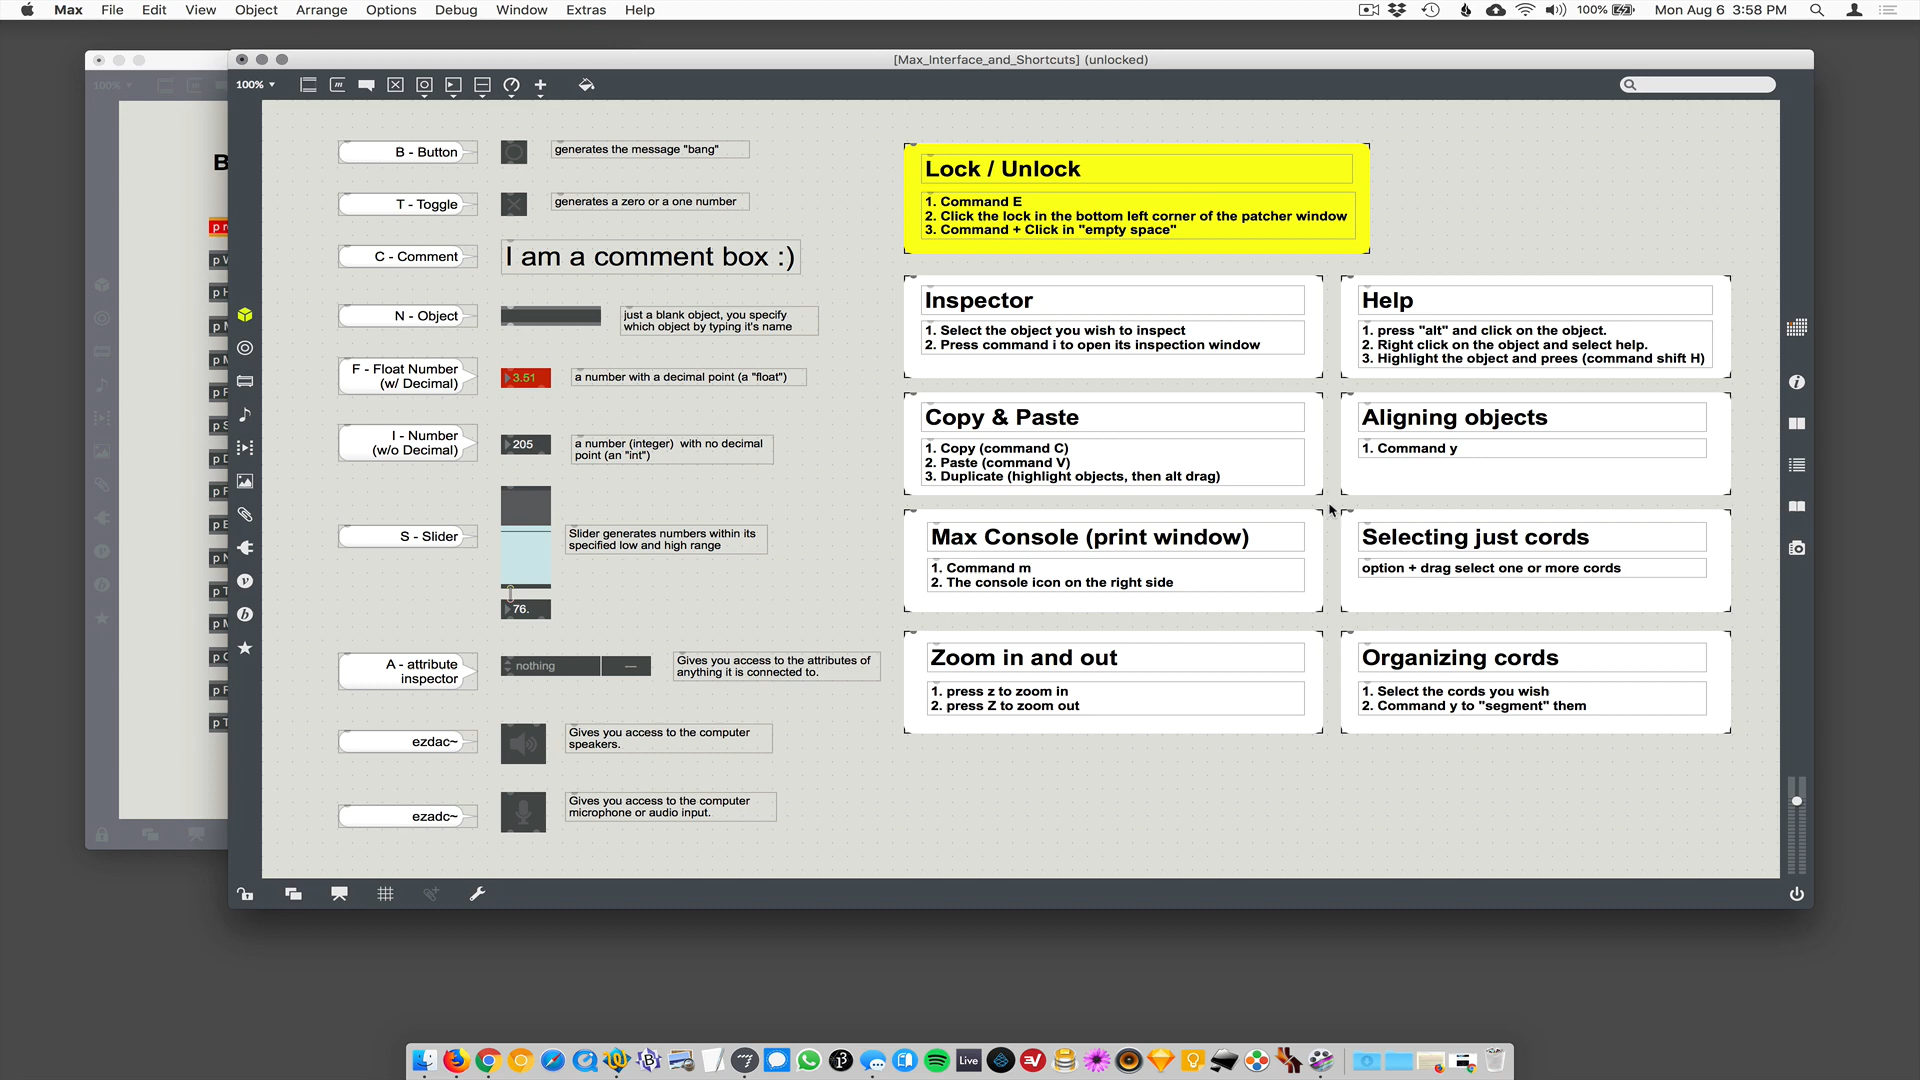 Max File Edit View Object Arrange Options Debug Window Extras Help
100% Mon Aug 6 3:58 PM
[Max_Interface_and_Shortcuts] (unlocked)
100%
100%
B - Button
generates the message "bang"
T - Toggle
generates a zero or a one number
C - Comment
I am a comment box :)
N - Object
just a blank object, you specify
which object by typing it's name
F - Float Number
(w/ Decimal)
3.51
a number with a decimal point (a "float")
I - Number
(w/o Decimal)
205
a number (integer) with no decimal
point (an "int")
S - Slider
Slider generates numbers within its
specified low and high range
76.
A - attribute
inspector
nothing
—
Gives you access to the attributes of
anything it is connected to.
ezdac~
Gives you access to the computer
speakers.
ezadc~
Gives you access to the computer
microphone or audio input.
Lock / Unlock
1. Command E
2. Click the lock in the bottom left corner of the patcher window
3. Command + Click in "empty space"
Inspector
1. Select the object you wish to inspect
2. Press command i to open its inspection window
Help
1. press "alt" and click on the object.
2. Right click on the object and select help.
3. Highlight the object and prees (command shift H)
Copy & Paste
1. Copy (command C)
2. Paste (command V)
3. Duplicate (highlight objects, then alt drag)
Aligning objects
1. Command y
Max Console (print window)
1. Command m
2. The console icon on the right side
Selecting just cords
option + drag select one or more cords
Zoom in and out
1. press z to zoom in
2. press Z to zoom out
Organizing cords
1. Select the cords you wish
2. Command y to "segment" them
Live